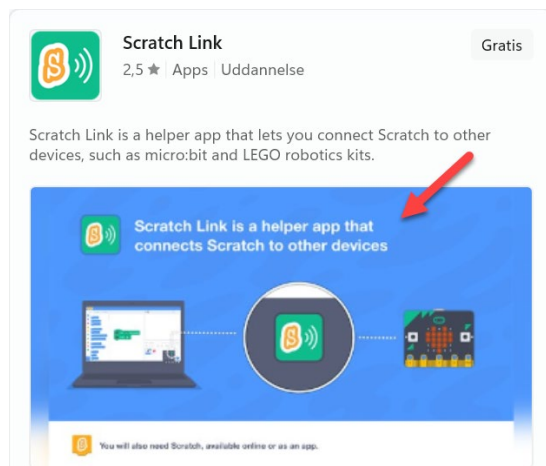 Scratch Link
Gratis
2,5 ★ Apps Uddannelse
Scratch Link is a helper app that lets you connect Scratch to other
devices, such as micro:bit and LEGO robotics kits.
Scratch Link is a helper app that
connects Scratch to other devices
You will also need Scratch, available online or as an app.